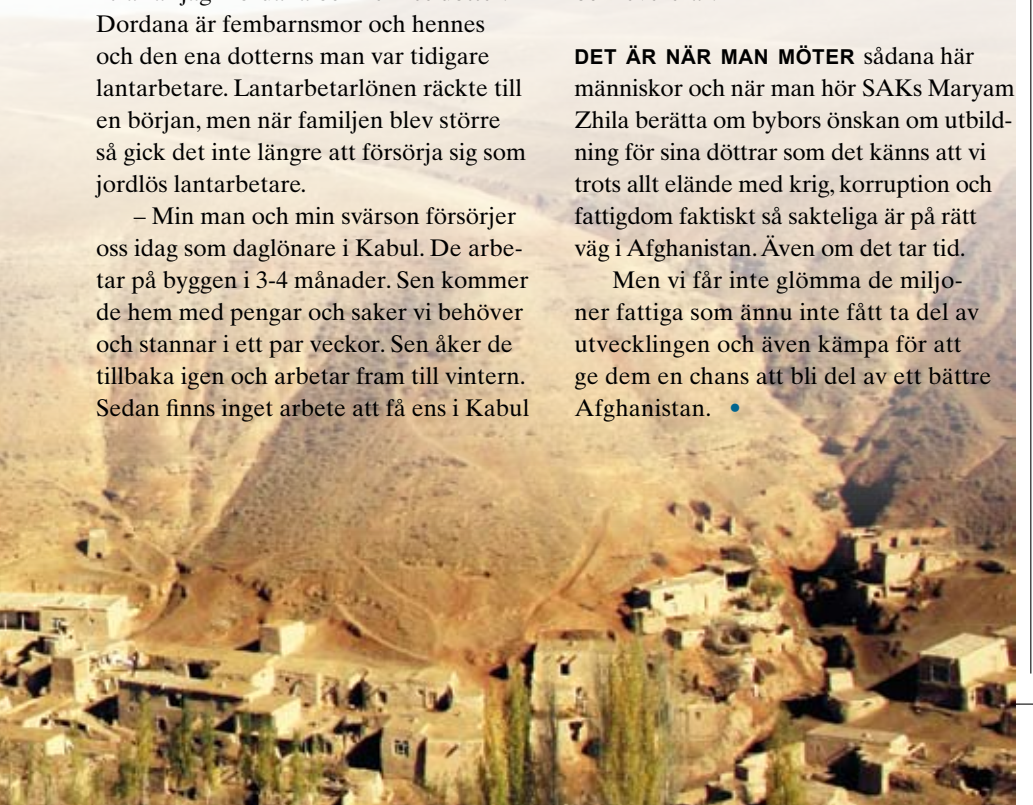 Dordana är fembarnsmor och hennes
och den ena dotterns man var tidigare
lantarbetare. Lantarbetarlönen räckte till
en början, men när familjen blev större
så gick det inte längre att försörja sig som
jordlös lantarbetare.
– Min man och min svärson försörjer
oss idag som daglönare i Kabul. De arbe-
tar på byggen i 3-4 månader. Sen kommer
de hem med pengar och saker vi behöver
och stannar i ett par veckor. Sen åker de
tillbaka igen och arbetar fram till vintern.
Sedan finns inget arbete att få ens i Kabul
DET ÄR NÄR MAN MÖTER sådana här
människor och när man hör SAKs Maryam
Zhila berätta om bybors önskan om utbild-
ning för sina döttrar som det känns att vi
trots allt elände med krig, korruption och
fattigdom faktiskt så sakteliga är på rätt
väg i Afghanistan. Även om det tar tid.
Men vi får inte glömma de miljo-
ner fattiga som ännu inte fått ta del av
utvecklingen och även kämpa för att
ge dem en chans att bli del av ett bättre
Afghanistan. •